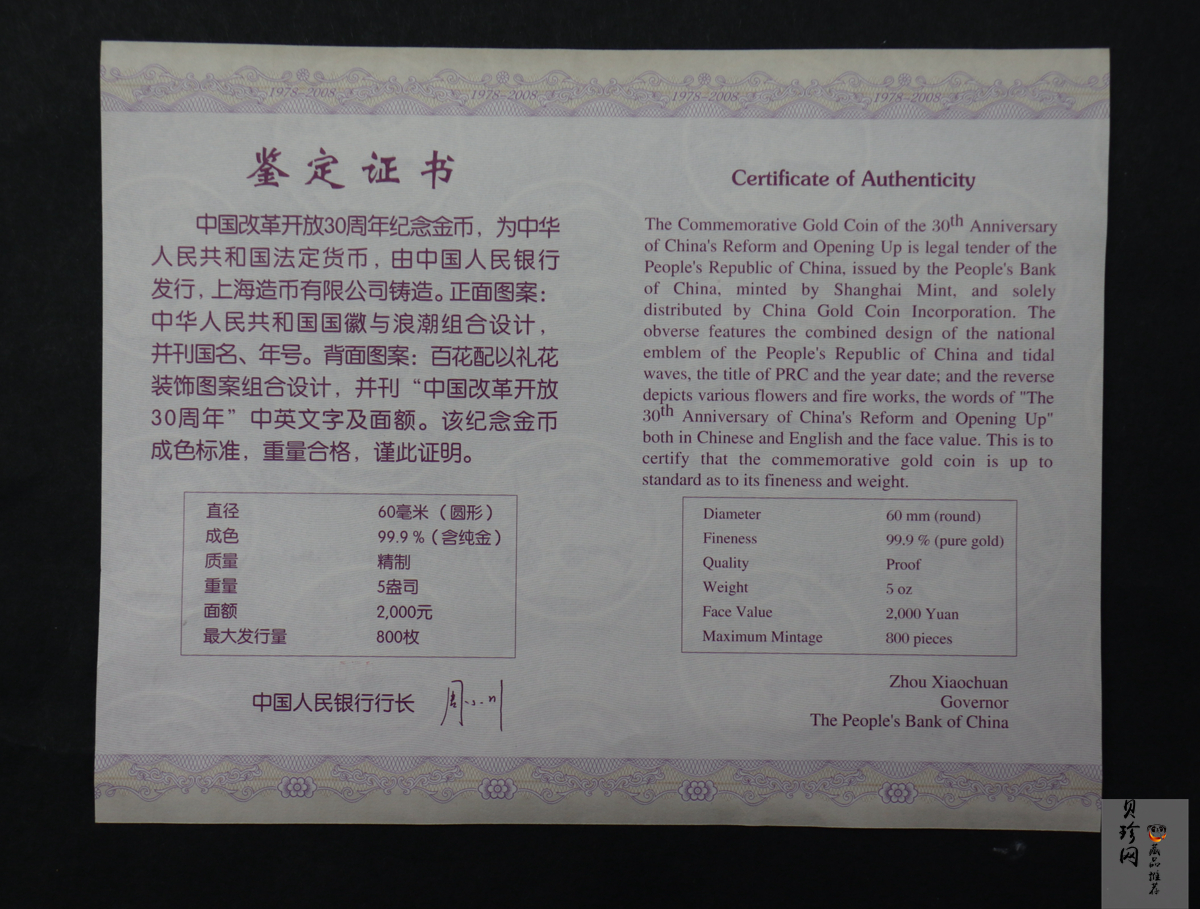 1978-2008 1978-2008 1978-2008 1978-2008
鉴定证书
中国改革开放30周年纪念金币，为中华
人民共和国法定货币，由中国人民银行
发行，上海造币有限公司铸造。正面图案：
中华人民共和国国徽与浪潮组合设计，
并刊国名、年号。背面图案：百花配以礼花
装饰图案组合设计，并刊“中国改革开放
30周年”中英文字及面额。该纪念金币
成色标准，重量合格，谨此证明。
直径 60毫米（圆形）
成色 99.9 %（含纯金）
质量 精制
重量 5盎司
面额 2,000元
最大发行量 800枚
中国人民银行行长 周小川
Certificate of Authenticity
The Commemorative Gold Coin of the 30th Anniversary
of China's Reform and Opening Up is legal tender of the
People's Republic of China, issued by the People's Bank
of China, minted by Shanghai Mint, and solely
distributed by China Gold Coin Incorporation. The
obverse features the combined design of the national
emblem of the People's Republic of China and tidal
waves, the title of PRC and the year date; and the reverse
depicts various flowers and fire works, the words of "The
30th Anniversary of China's Reform and Opening Up"
both in Chinese and English and the face value. This is to
certify that the commemorative gold coin is up to
standard as to its fineness and weight.
Diameter 60 mm (round)
Fineness 99.9 % (pure gold)
Quality Proof
Weight 5 oz
Face Value 2,000 Yuan
Maximum Mintage 800 pieces
Zhou Xiaochuan
Governor
The People's Bank of China
贝珍网
藏品推荐